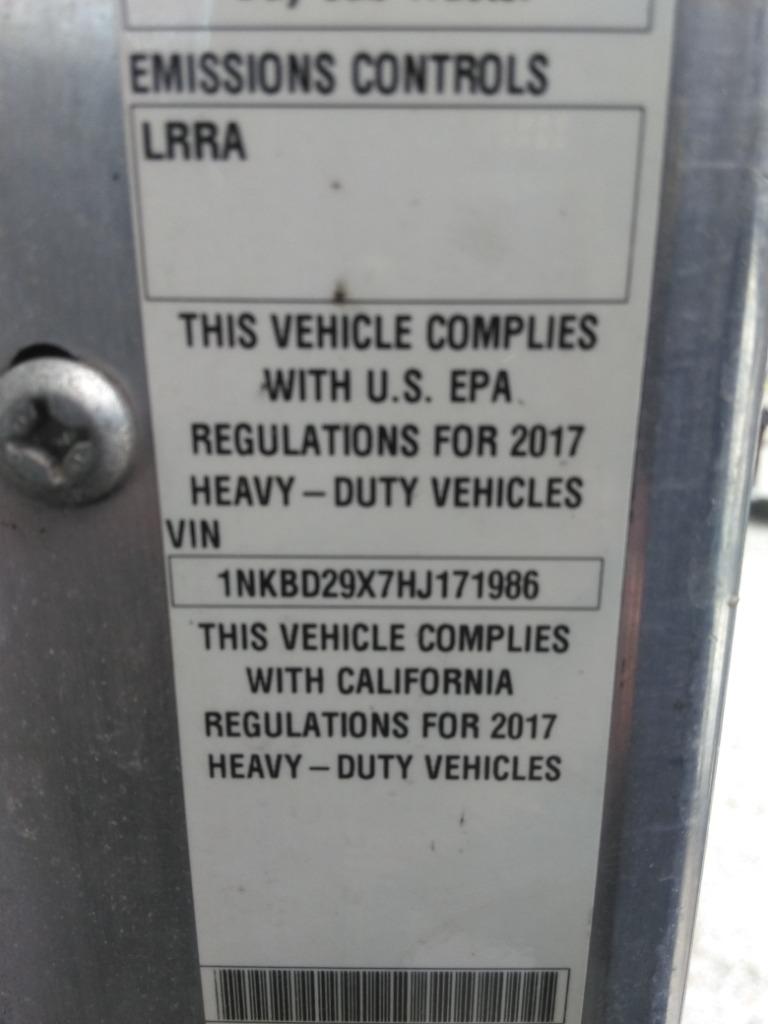 EMISSIONS CONTROLS
LRRA
THIS VEHICLE COMPLIES
WITH U.S. EPA
REGULATIONS FOR 2017
HEAVY – DUTY VEHICLES
VIN
1NKBD29X7HJ171986
THIS VEHICLE COMPLIES
WITH CALIFORNIA
REGULATIONS FOR 2017
HEAVY – DUTY VEHICLES